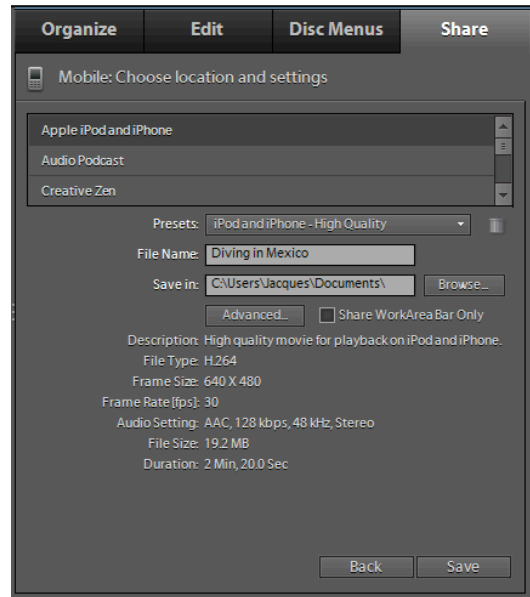 Organize Edit Disc Menus Share
Mobile: Choose location and settings
Apple iPod and iPhone
Audio Podcast
Creative Zen
Presets: iPod and iPhone - High Quality
File Name: Diving in Mexico
Save in: C:\Users\Jacques\Documents\ Browse...
Advanced... Share WorkArea Bar Only
Description: High quality movie for playback on iPod and iPhone.
File Type: H.264
Frame Size: 640 X 480
Frame Rate [fps]: 30
Audio Setting: AAC, 128 kbps, 48 kHz, Stereo
File Size: 19.2 MB
Duration: 2 Min, 20.0 Sec
Back Save